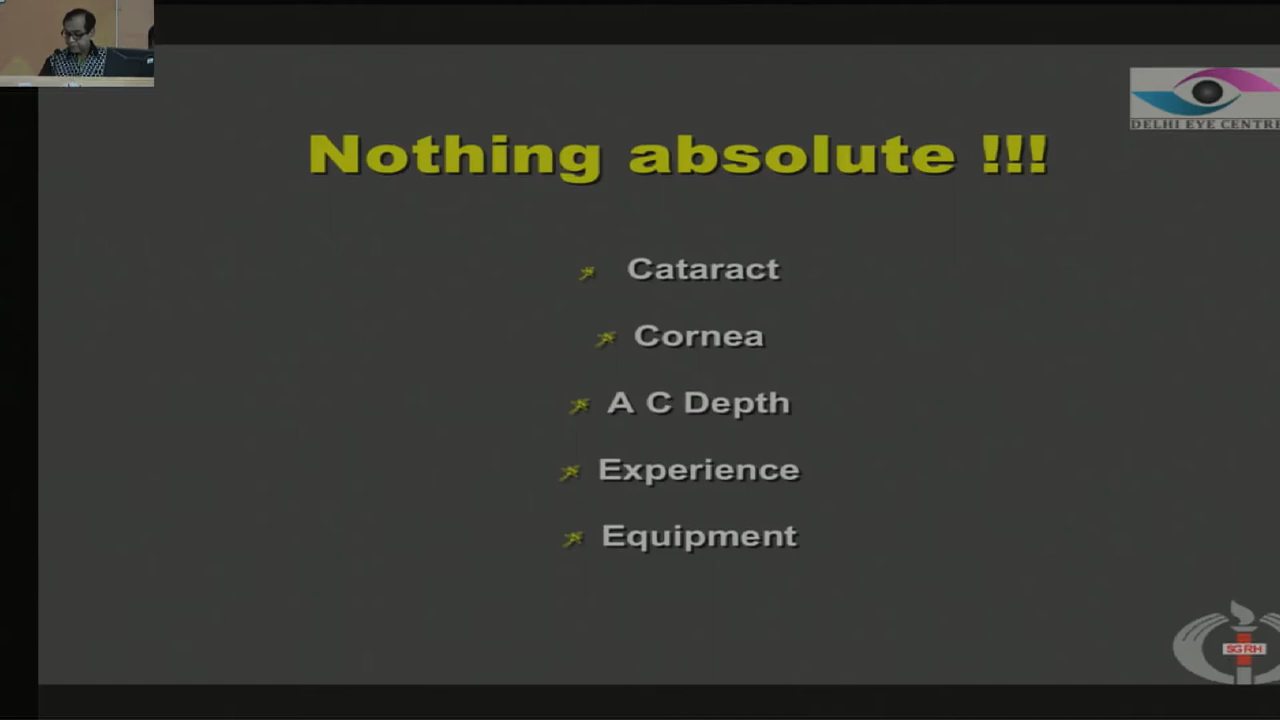 DELHI EYE CENTRE
Nothing absolute !!!
Cataract
Cornea
A C Depth
Experience
Equipment
SGRH